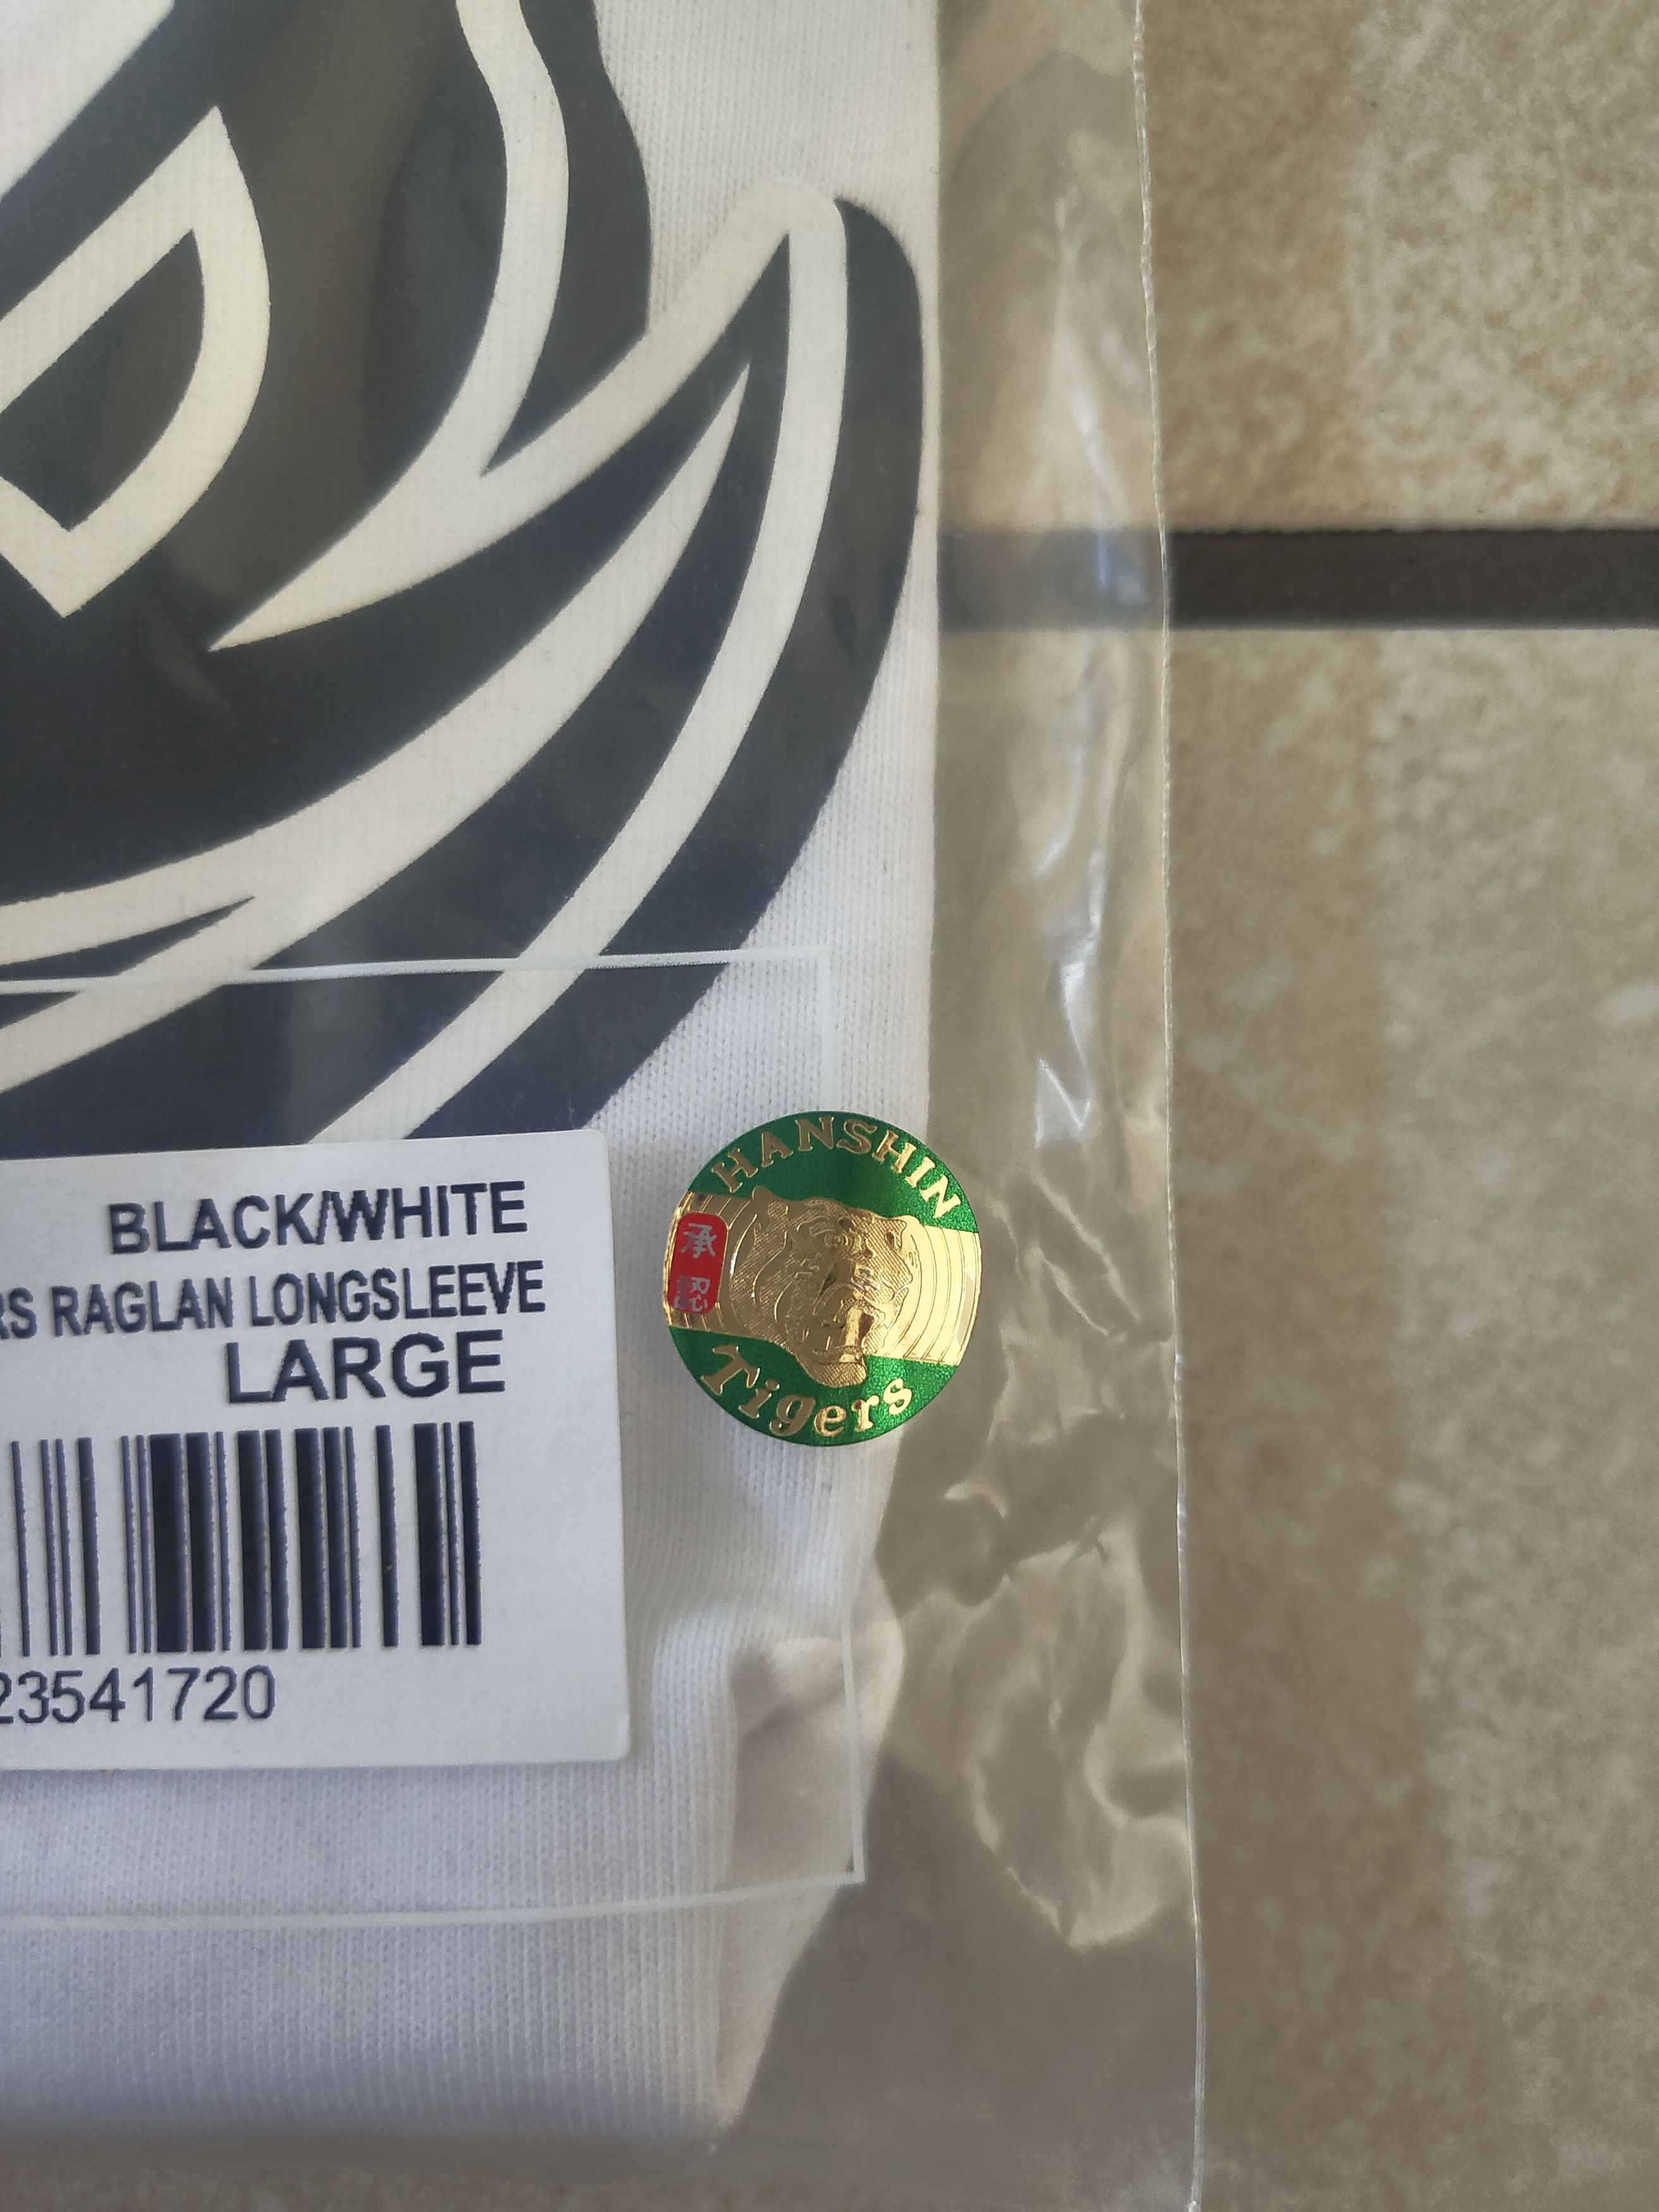 BLACK/WHITE
RS RAGLAN LONGSLEEVE
LARGE
23541720
HANSHIN
承認
Tigers